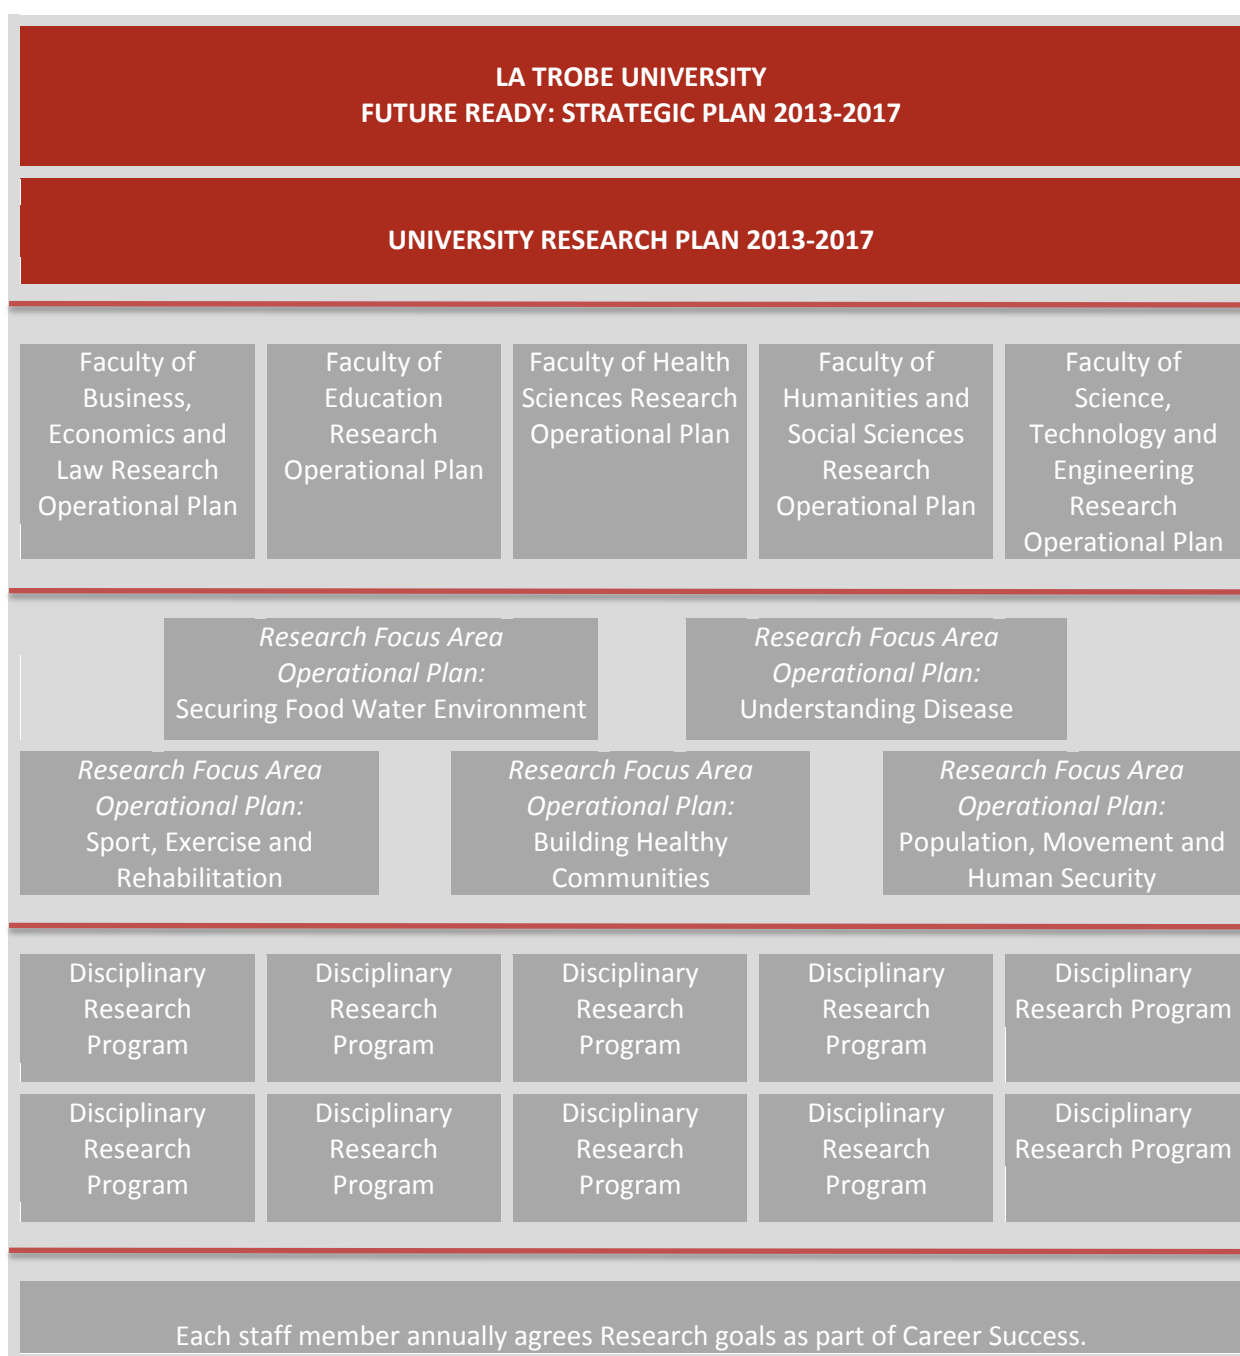 LA TROBE UNIVERSITY
FUTURE READY: STRATEGIC PLAN 2013-2017
UNIVERSITY RESEARCH PLAN 2013-2017
Faculty of
Business,
Economics and
Law Research
Operational Plan
Faculty of
Education
Research
Operational Plan
Faculty of Health
Sciences Research
Operational Plan
Faculty of
Humanities and
Social Sciences
Research
Operational Plan
Faculty of
Science,
Technology and
Engineering
Research
Operational Plan
Research Focus Area
Operational Plan:
Securing Food Water Environment
Research Focus Area
Operational Plan:
Understanding Disease
Research Focus Area
Operational Plan:
Sport, Exercise and
Rehabilitation
Research Focus Area
Operational Plan:
Building Healthy
Communities
Research Focus Area
Operational Plan:
Population, Movement and
Human Security
Disciplinary
Research
Program
Disciplinary
Research
Program
Disciplinary
Research
Program
Disciplinary
Research
Program
Disciplinary
Research Program
Disciplinary
Research
Program
Disciplinary
Research
Program
Disciplinary
Research
Program
Disciplinary
Research
Program
Disciplinary
Research Program
Each staff member annually agrees Research goals as part of Career Success.